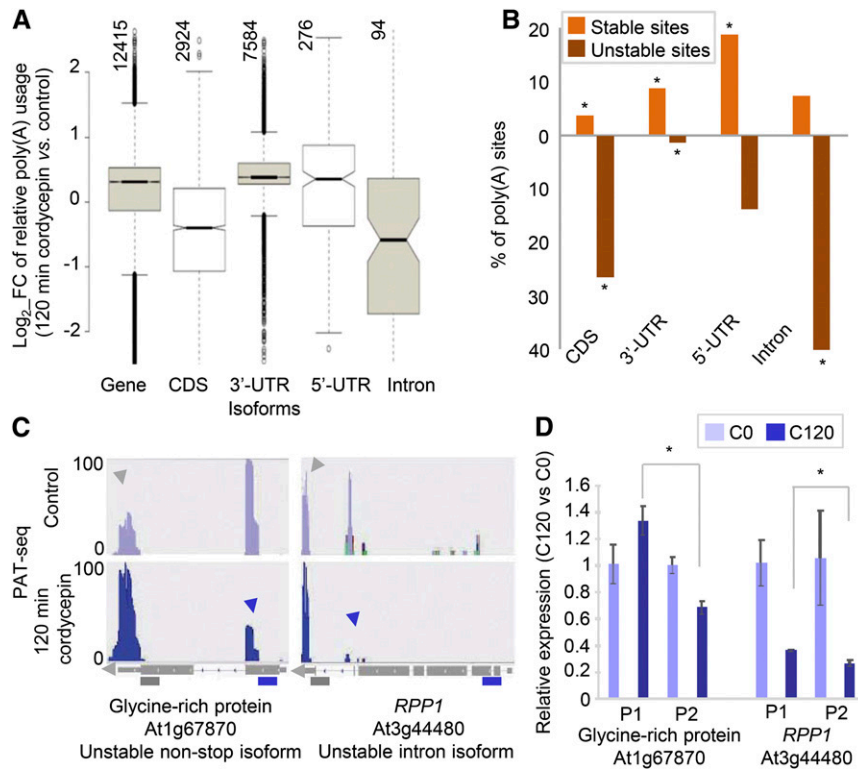 A
Log2_FC of relative poly(A) usage
(120 min cordycepin vs. control)
12415
2924
7584
276
94
2
1
0
-1
-2
Gene
CDS
3’-UTR
5’-UTR
Intron
Isoforms
B
% of poly(A) sites
Stable sites
Unstable sites
20
10
0
10
20
30
40
*
*
*
*
*
*
CDS
3’-UTR
5’-UTR
Intron
C
PAT-seq
Control
120 min
cordycepin
100
0
100
0
Glycine-rich protein
At1g67870
Unstable non-stop isoform
RPP1
At3g44480
Unstable intron isoform
D
C0
C120
Relative expression (C120 vs C0)
1.6
1.4
1.2
1
0.8
0.6
0.4
0.2
0
*
*
P1
P2
P1
P2
Glycine-rich protein
At1g67870
RPP1
At3g44480